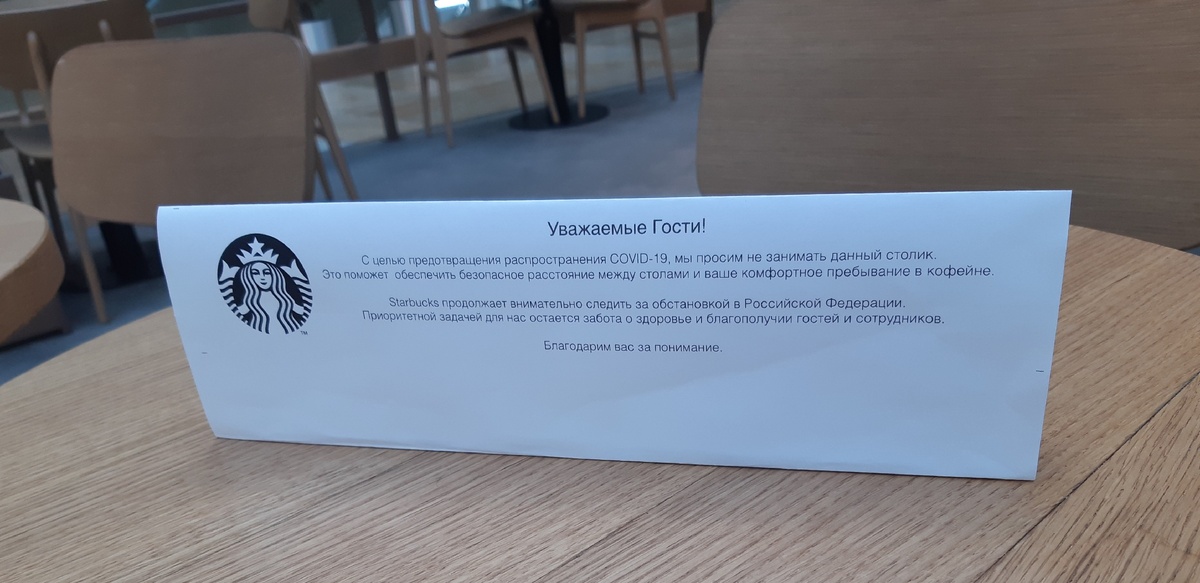 Уважаемые Гости!
С целью предотвращения распространения COVID-19, мы просим не занимать данный столик.
Это поможет обеспечить безопасное расстояние между столами и ваше комфортное пребывание в кофейне.
Starbucks продолжает внимательно следить за обстановкой в Российской Федерации.
Приоритетной задачей для нас остается забота о здоровье и благополучии гостей и сотрудников.
Благодарим вас за понимание.
TM